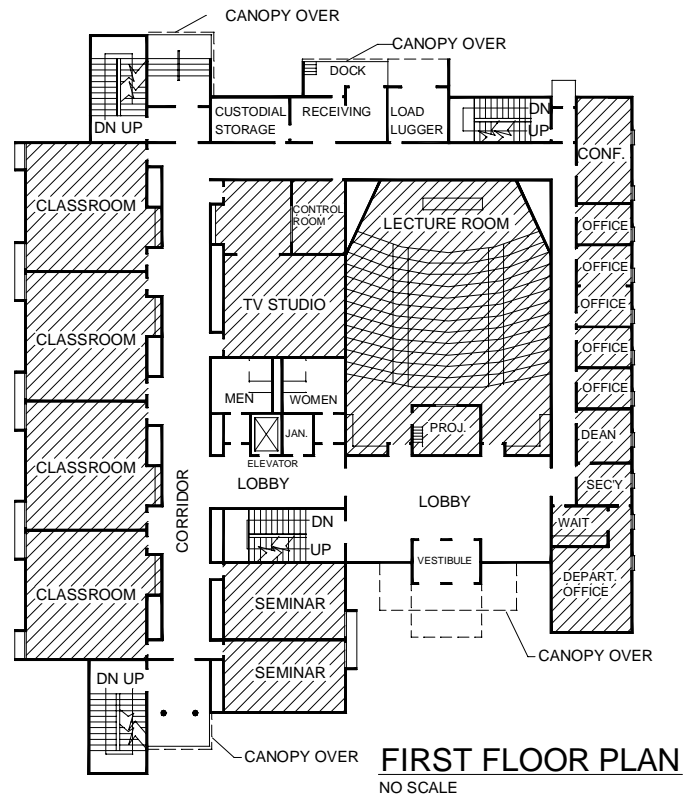 CANOPY OVER
CANOPY OVER
DOCK
DN UP
CUSTODIAL
STORAGE
RECEIVING
LOAD
LUGGER
DN
UP
CONF.
CLASSROOM
CONTROL
ROOM
LECTURE ROOM
OFFICE
OFFICE
TV STUDIO
OFFICE
CLASSROOM
OFFICE
OFFICE
MEN
WOMEN
PROJ.
JAN.
DEAN
CLASSROOM
ELEVATOR
LOBBY
LOBBY
SEC'Y
CORRIDOR
DN
UP
WAIT
VESTIBULE
CLASSROOM
SEMINAR
DEPART.
OFFICE
CANOPY OVER
DN UP
SEMINAR
CANOPY OVER
FIRST FLOOR PLAN
NO SCALE